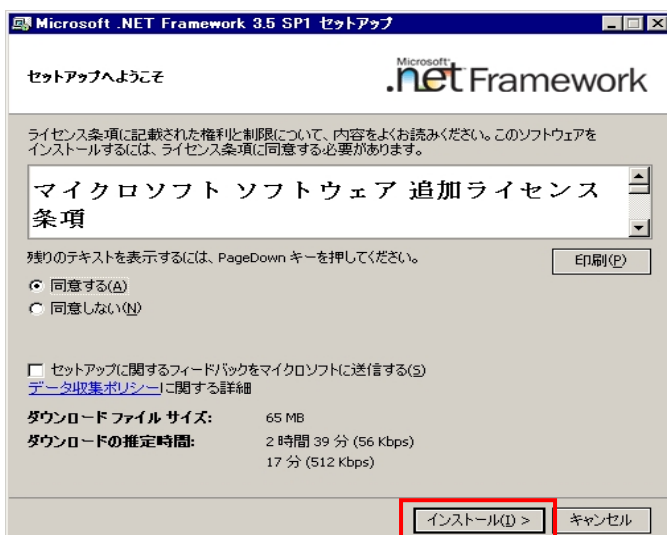 Microsoft .NET Framework 3.5 SP1 セットアップ
セットアップへようこそ
Microsoft
.net Framework
ライセンス条項に記載された権利と制限について、内容をよくお読みください。このソフトウェアを
インストールするには、ライセンス条項に同意する必要があります。
マイクロソフト ソフトウェア 追加ライセンス
条項
残りのテキストを表示するには、PageDown キーを押してください。
印刷(P)
同意する(A)
同意しない(N)
セットアップに関するフィードバックをマイクロソフトに送信する(S)
データ収集ポリシーに関する詳細
ダウンロード ファイル サイズ: 65 MB
ダウンロードの推定時間: 2 時間 39 分 (56 Kbps)
17 分 (512 Kbps)
インストール(I) > キャンセル